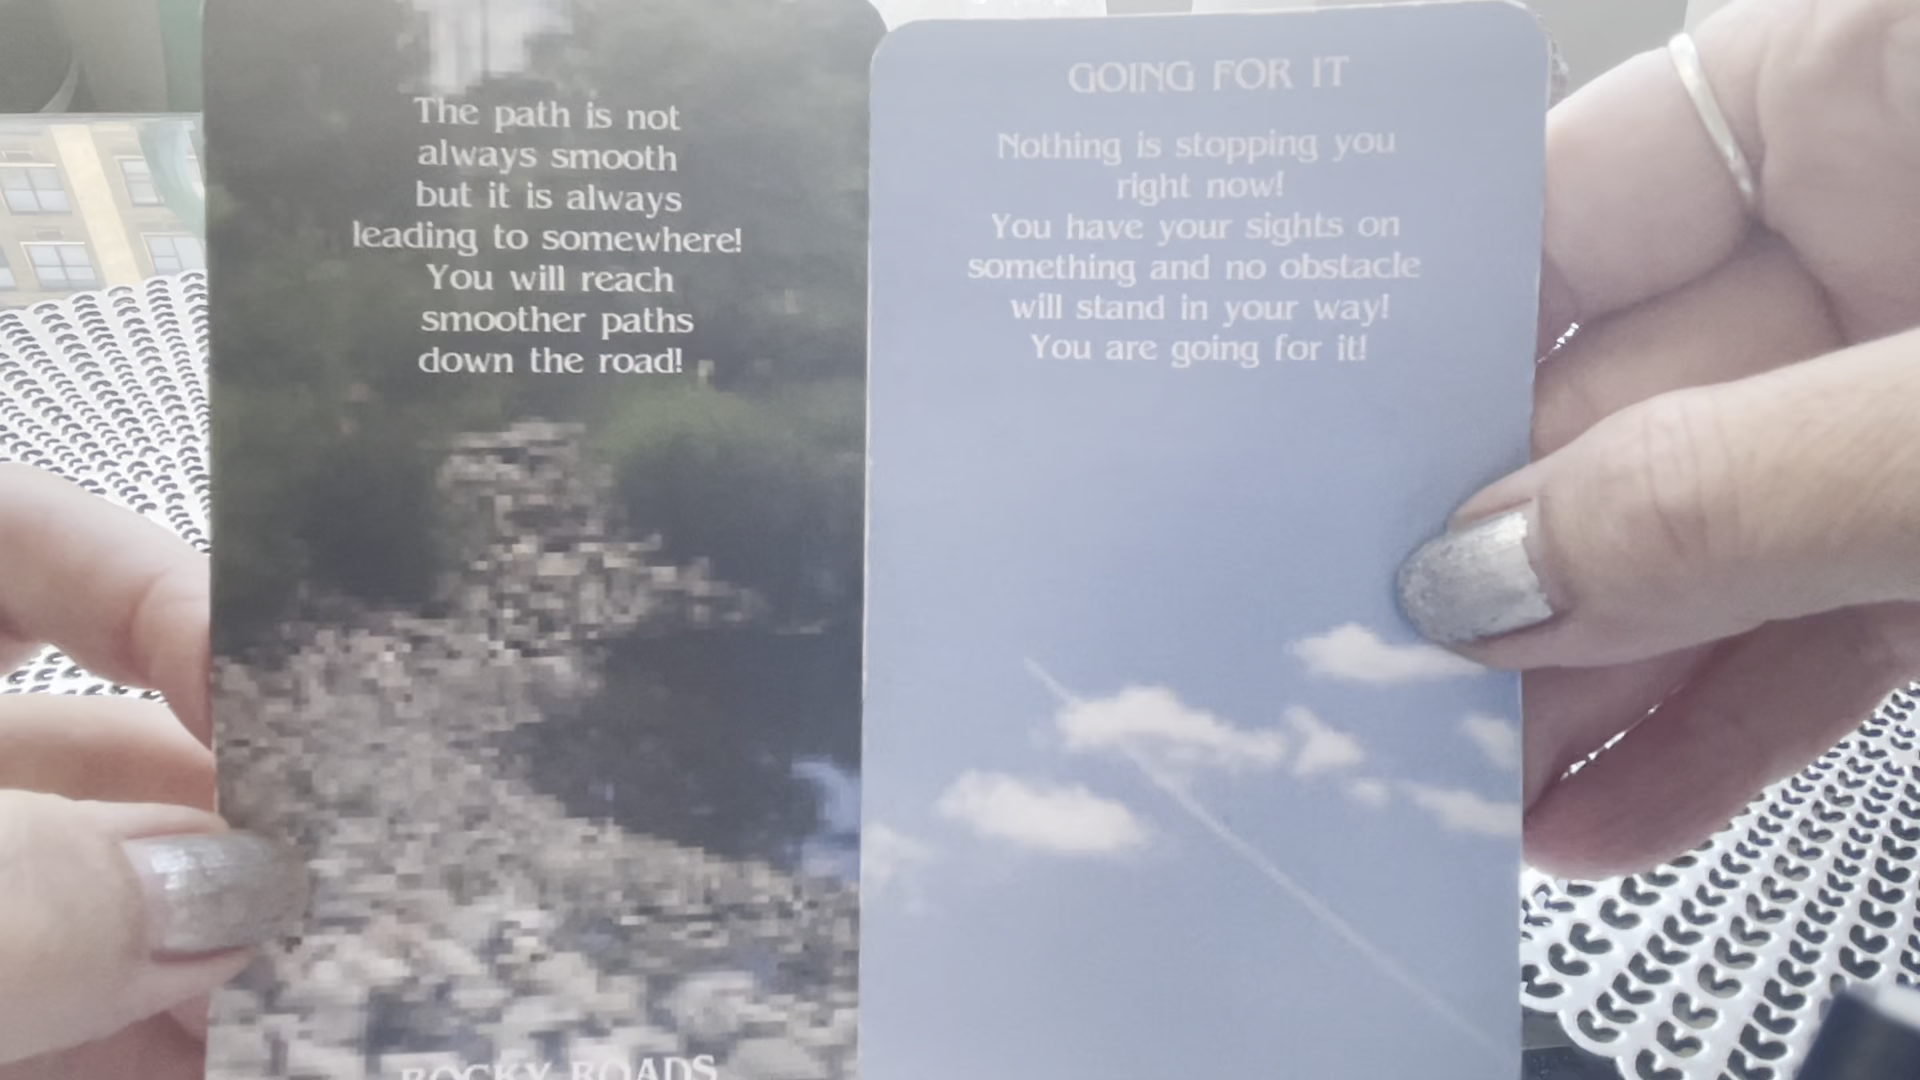 The path is not
always smooth
but it is always
leading to somewhere!
You will reach
smoother paths
down the road!
ROCKY ROADS
GOING FOR IT
Nothing is stopping you
right now!
You have your sights on
something and no obstacle
will stand in your way!
You are going for it!